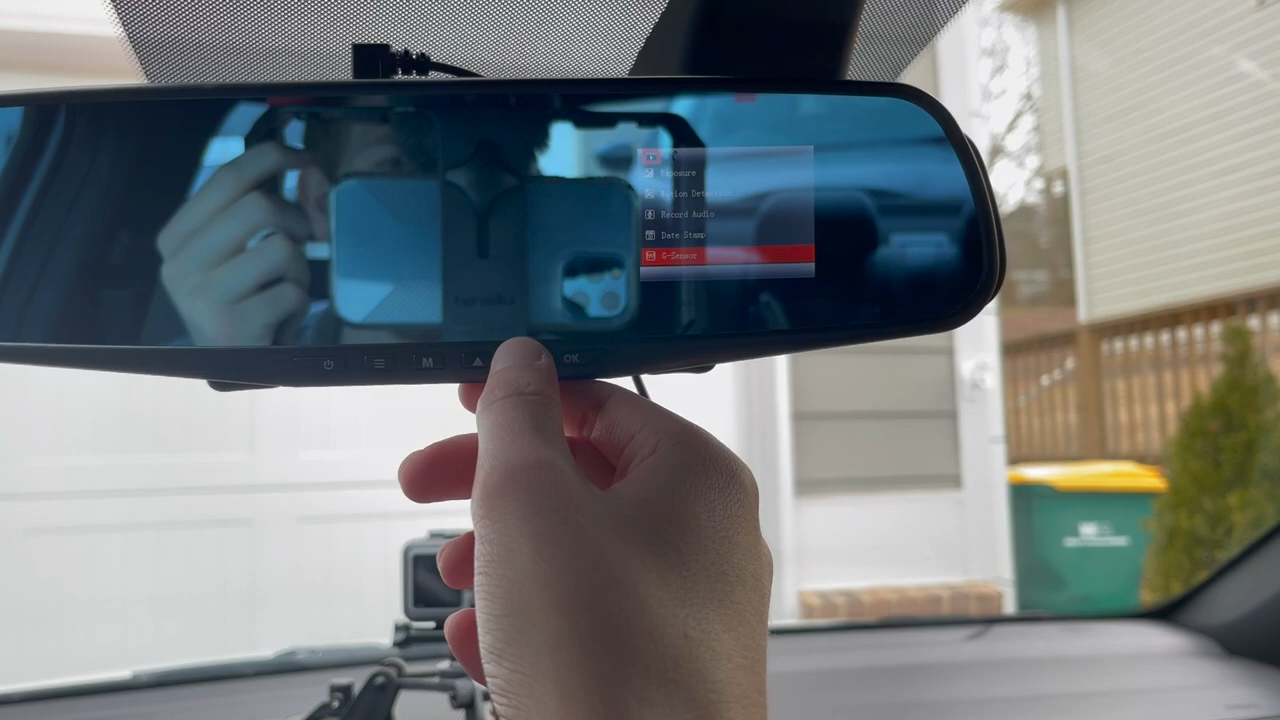 Exposure
Motion Detection
Record Audio
Date Stamp
G-Sensor
M
OK